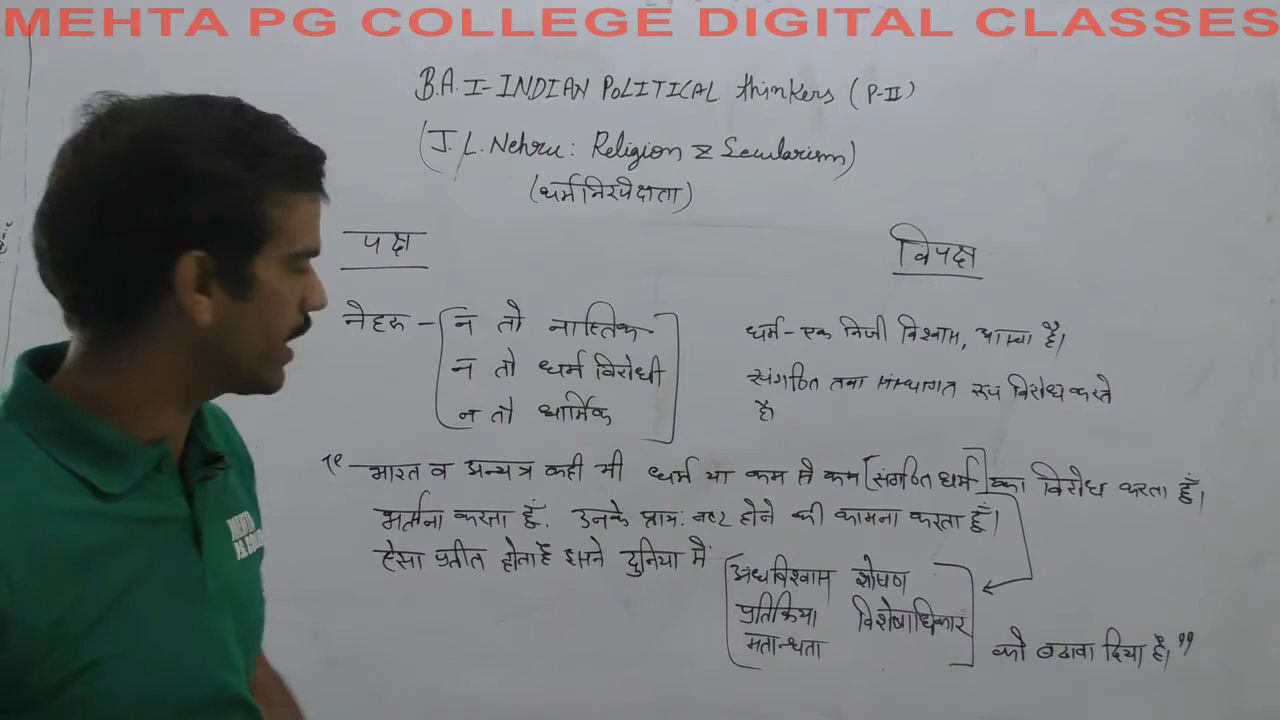 MEHTA PG COLLEGE DIGITAL CLASSES
B.A. I - INDIAN POLITICAL thinkers (P-II)
(J. L. Nehru: Religion & Secularism)
(धर्मनिरपेक्षता)
पक्ष
विपक्ष
नेहरू - न तो नास्तिक
न तो धर्म विरोधी
न तो धार्मिक
धर्म - एक निजी विश्वास, आस्था है।
संगठित तथा संस्थागत रूप विरोध करते
है
“ भारत व अन्यत्र कही भी धर्म या कम से कम [संगठित धर्म] का विरोध करता हूँ।
भर्त्सना करता हूँ. उनके प्राय: नष्ट होने की कामना करता हूँ।
ऐसा प्रतीत होता है इसने दुनिया में
अंधविश्वास शोषण
प्रतिक्रिया विशेषाधिकार
मतान्धता
को बढावा दिया है।”
MEHTA